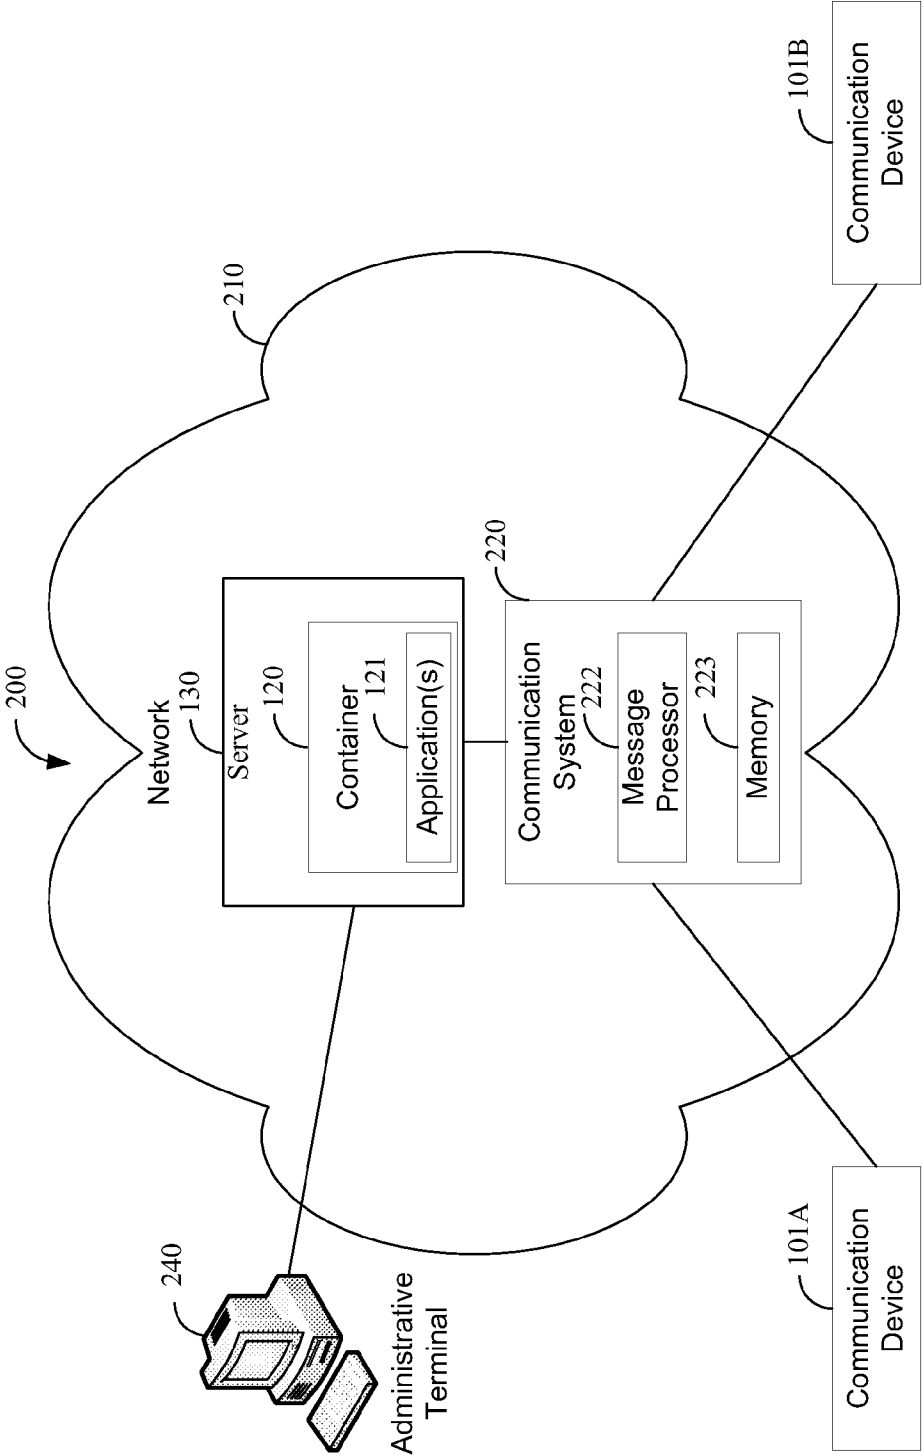 200
Network
210
130
Server
120
Container
121
Application(s)
240
Administrative
Terminal
220
Communication
System
222
Message
Processor
223
Memory
101A
Communication
Device
101B
Communication
Device